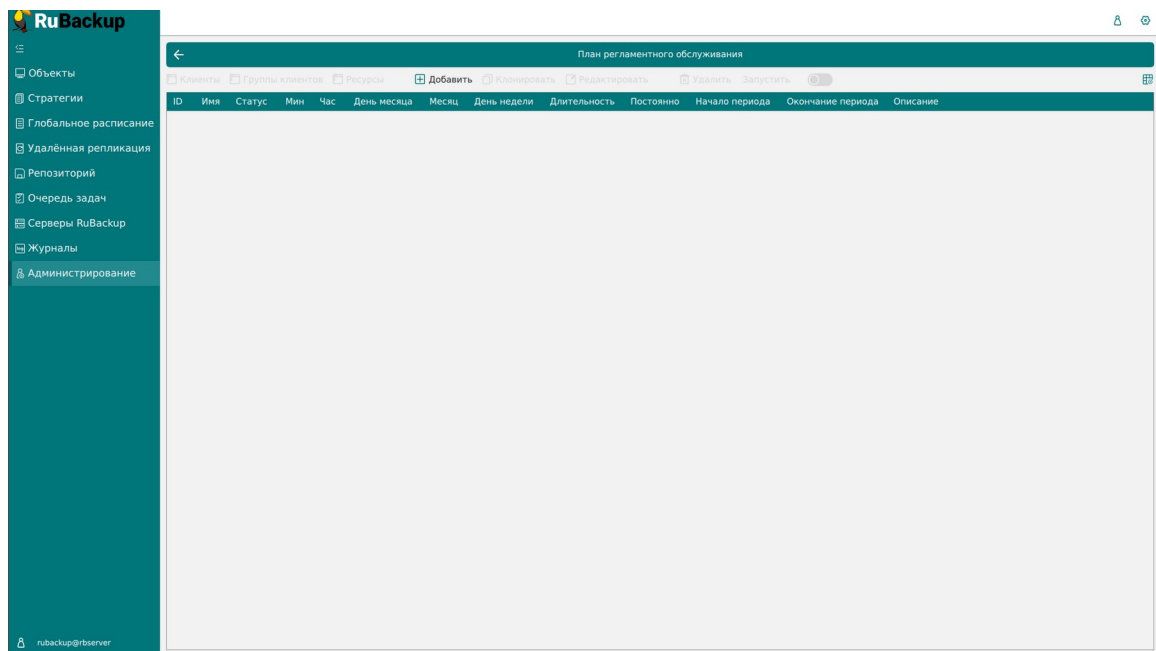 RuBackup
План регламентного обслуживания
Объекты
Стратегии
Глобальное расписание
Удалённая репликация
Репозиторий
Очередь задач
Серверы RuBackup
Журналы
Администрирование
Клиенты Группы клиентов Ресурсы Добавить Клонировать Редактировать Удалить Запустить
ID Имя Статус Мин Час День месяца Месяц День недели Длительность Постоянно Начало периода Окончание периода Описание
rubackup@rbserver